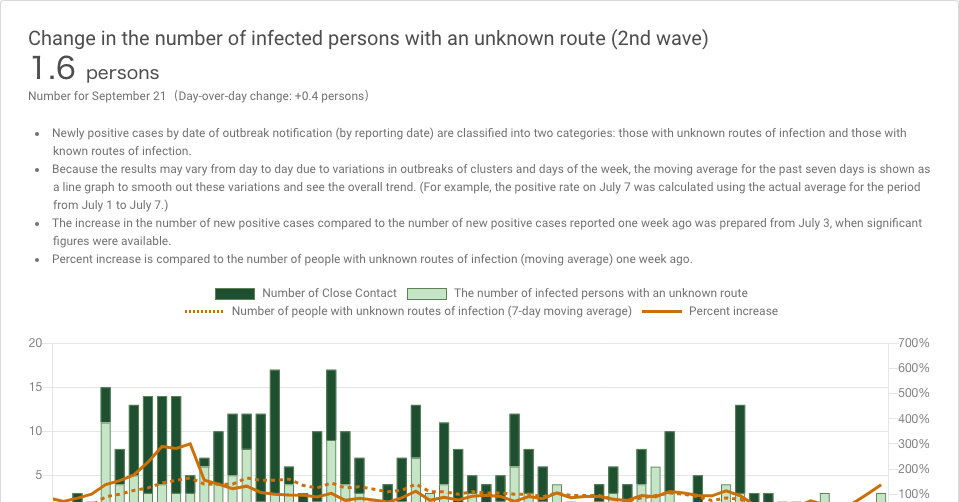 Change in the number of infected persons with an unknown route (2nd wave)
1.6 persons
Number for September 21 （Day-over-day change: +0.4 persons）
Newly positive cases by date of outbreak notification (by reporting date) are classified into two categories: those with unknown routes of infection and those with
known routes of infection.
Because the results may vary from day to day due to variations in outbreaks of clusters and days of the week, the moving average for the past seven days is shown as
a line graph to smooth out these variations and see the overall trend. (For example, the positive rate on July 7 was calculated using the actual average for the period
from July 1 to July 7.)
The increase in the number of new positive cases compared to the number of new positive cases reported one week ago was prepared from July 3, when significant
figures were available.
Percent increase is compared to the number of people with unknown routes of infection (moving average) one week ago.
Number of Close Contact The number of infected persons with an unknown route
Number of people with unknown routes of infection (7-day moving average) Percent increase
20 700%
600%
15 500%
400%
10 300%
200%
5 100%